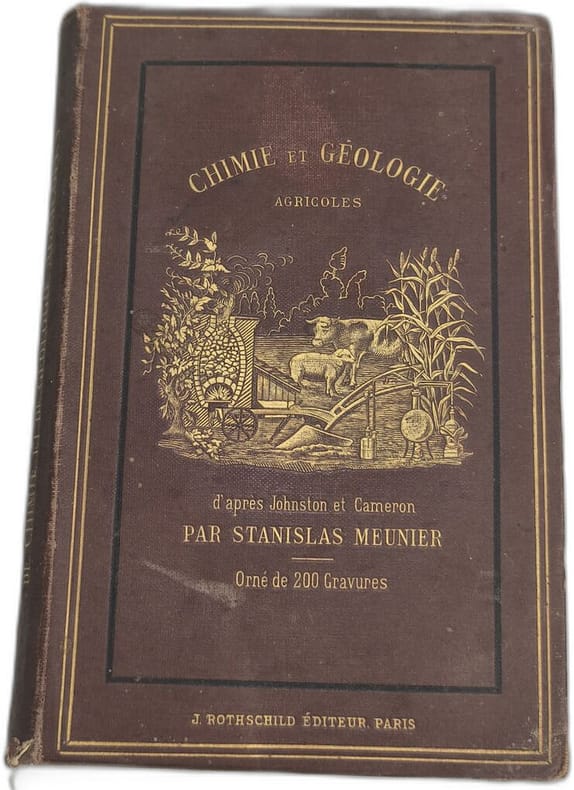 CHIMIE ET GÉOLOGIE
AGRICOLES
d'après Johnston et Cameron
PAR STANISLAS MEUNIER
Orné de 200 Gravures
J. ROTHSCHILD ÉDITEUR. PARIS